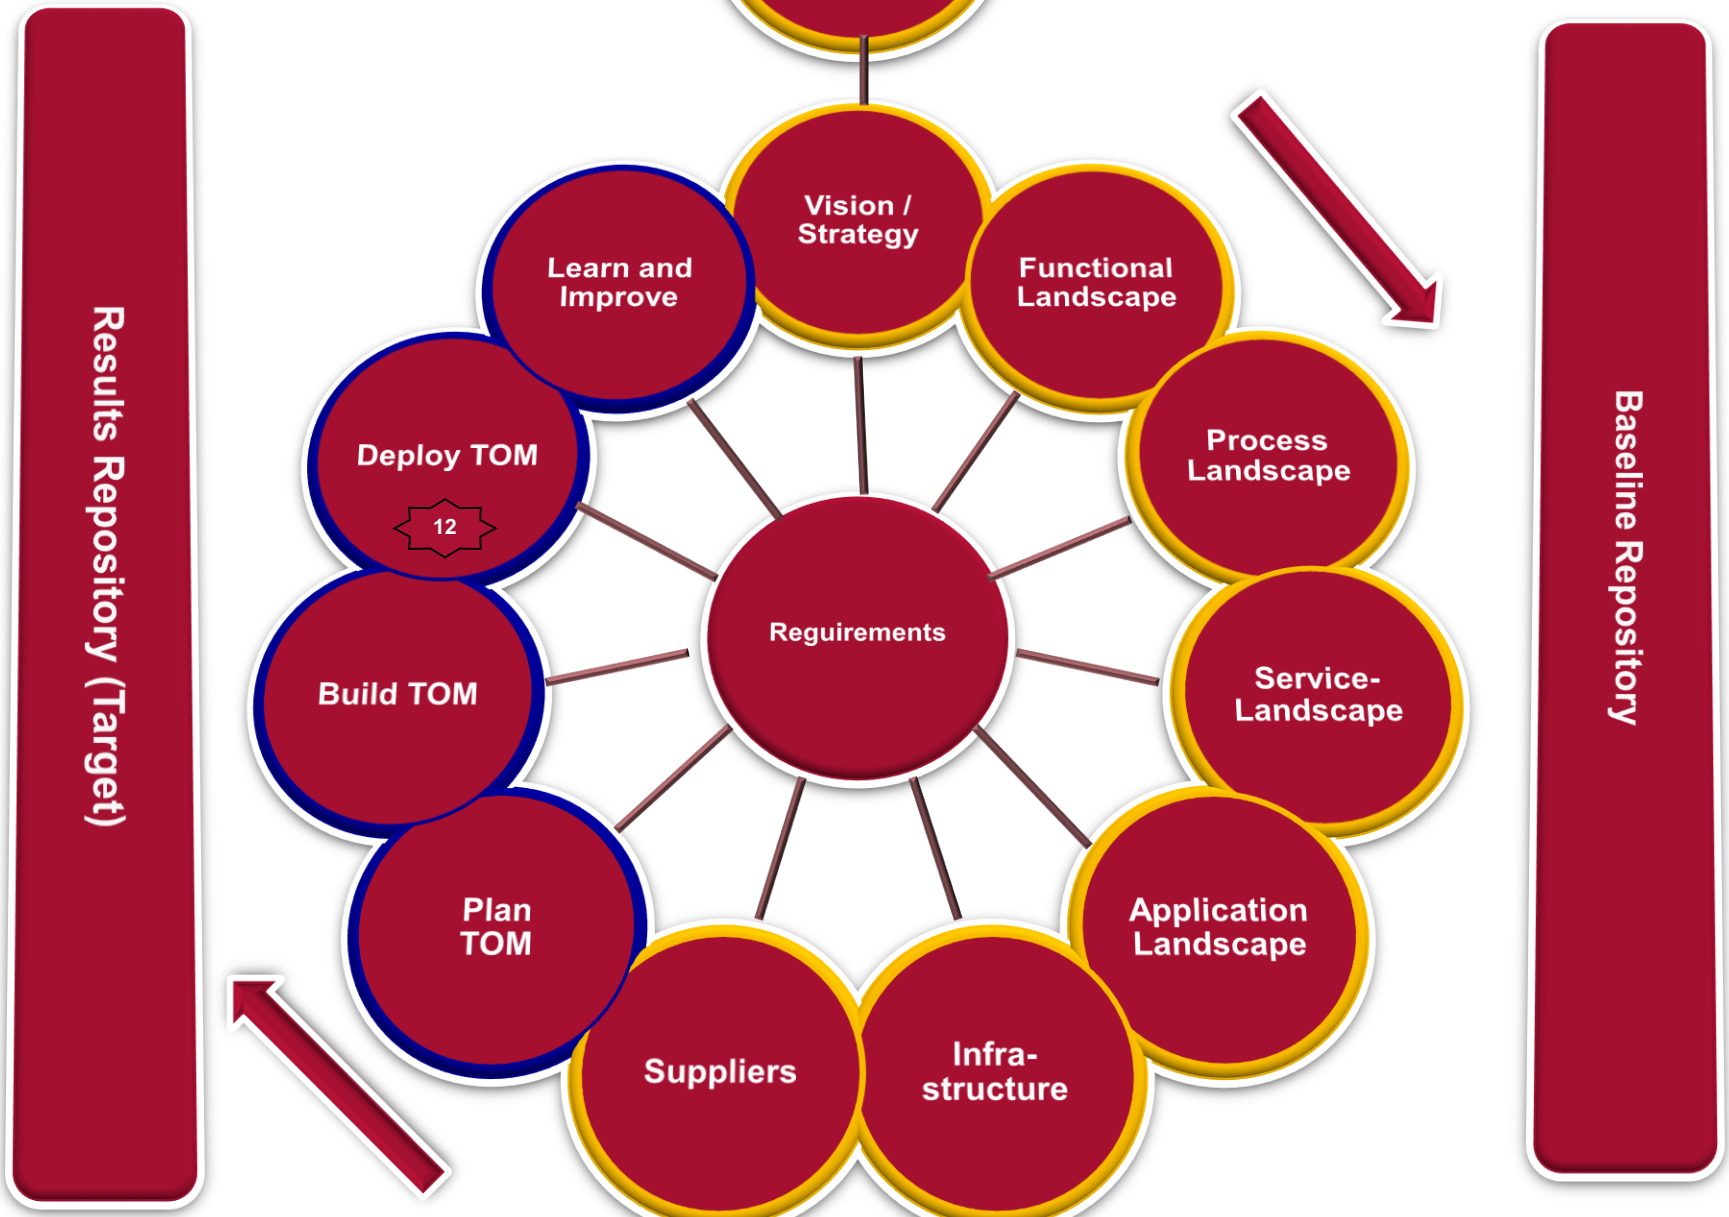 Vision /
Strategy
Functional
Landscape
Process
Landscape
Service-
Landscape
Application
Landscape
Infra-
structure
Suppliers
Plan
TOM
Build TOM
Deploy TOM
12
Learn and
Improve
Reguirements
Results Repository (Target)
Baseline Repository